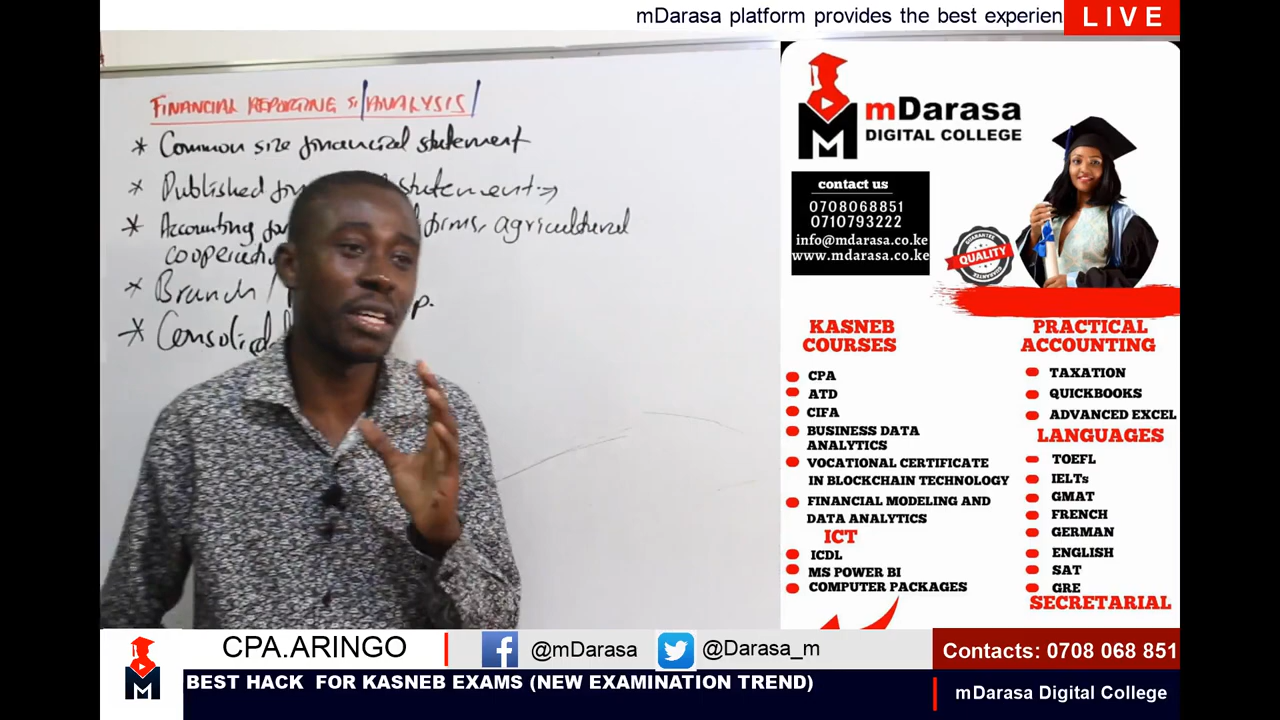 mDarasa platform provides the best experien
LIVE
FINANCIAL REPORTING & ANALYSIS
* Common size financial statement
* Published statement
* Accounting firms, agricultural
* Branch
*
p.
mDarasa
DIGITAL COLLEGE
contact us
0708068851
0710793222
info@mdarasa.co.ke
www.mdarasa.co.ke
GUARANTEE
QUALITY
GUARANTEE
KASNEB
COURSES
CPA
ATD
CIFA
BUSINESS DATA
ANALYTICS
VOCATIONAL CERTIFICATE
IN BLOCKCHAIN TECHNOLOGY
FINANCIAL MODELING AND
DATA ANALYTICS
ICT
ICDL
MS POWER BI
COMPUTER PACKAGES
PRACTICAL
ACCOUNTING
TAXATION
QUICKBOOKS
ADVANCED EXCEL
LANGUAGES
TOEFL
IELTs
GMAT
FRENCH
GERMAN
ENGLISH
SAT
GRE
SECRETARIAL
CPA.ARINGO
@mDarasa
@Darasa_m
Contacts: 0708 068 851
BEST HACK FOR KASNEB EXAMS (NEW EXAMINATION TREND)
mDarasa Digital College